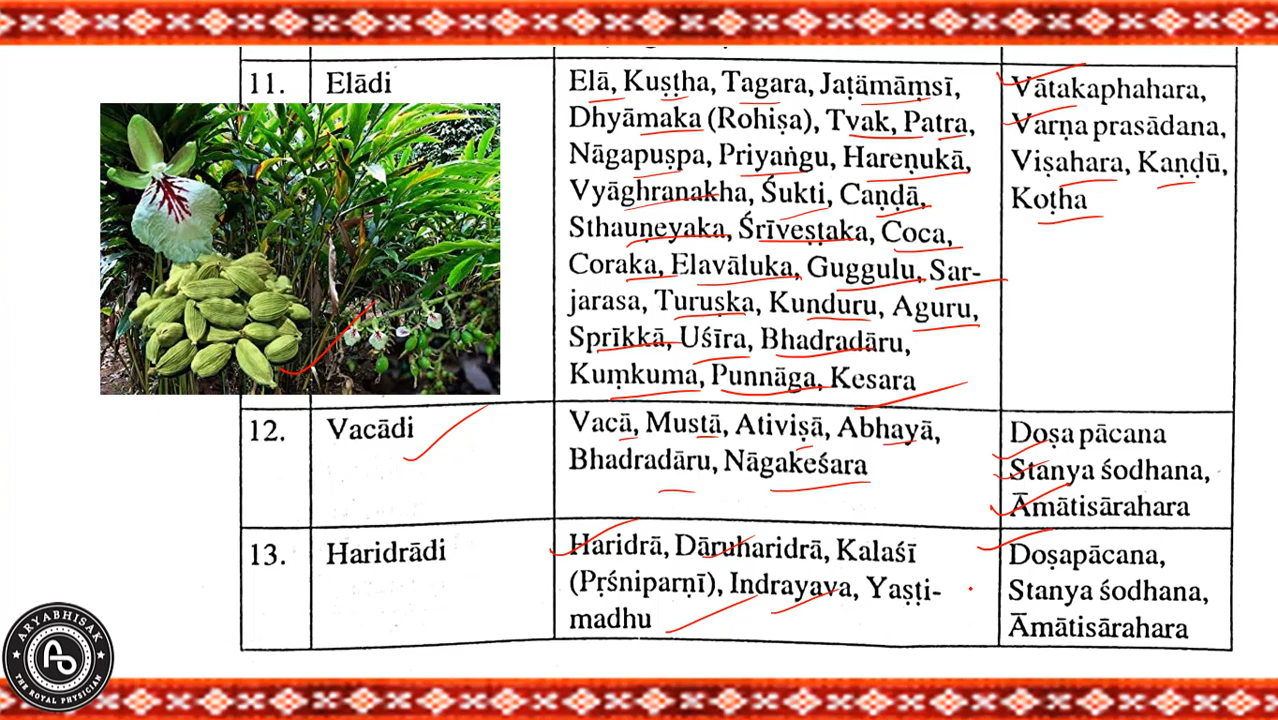 11. Elādi
Elā, Kuṣṭha, Tagara, Jaṭämāṃsī,
Dhyāmaka (Rohiṣa), Tvak, Patra,
Nāgapuṣpa, Priyaṅgu, Hareṇukā,
Vyāghranakha, Śukti, Caṇḍā,
Sthauṇeyaka, Śrīveṣṭaka, Coca,
Coraka, Elavāluka, Guggulu, Sar-
jarasa, Turuṣka, Kunduru, Aguru,
Sprīkkā, Uśīra, Bhadradāru,
Kuṃkuma, Punnāga, Kesara
Vātakaphahara,
Varṇa prasādana,
Viṣahara, Kaṇḍū,
Koṭha
12. Vacādi
Vacā, Mustā, Ativiṣā, Abhayā,
Bhadradāru, Nāgakeśara
Doṣa pācana
Stanya śodhana,
Āmātisārahara
13. Haridrādi
Haridrā, Dāruharidrā, Kalaśī
(Pṛśniparṇī), Indrayava, Yaṣṭi-
madhu
Doṣapācana,
Stanya śodhana,
Āmātisārahara
ARYABHISAK
THE ROYAL PHYSICIAN